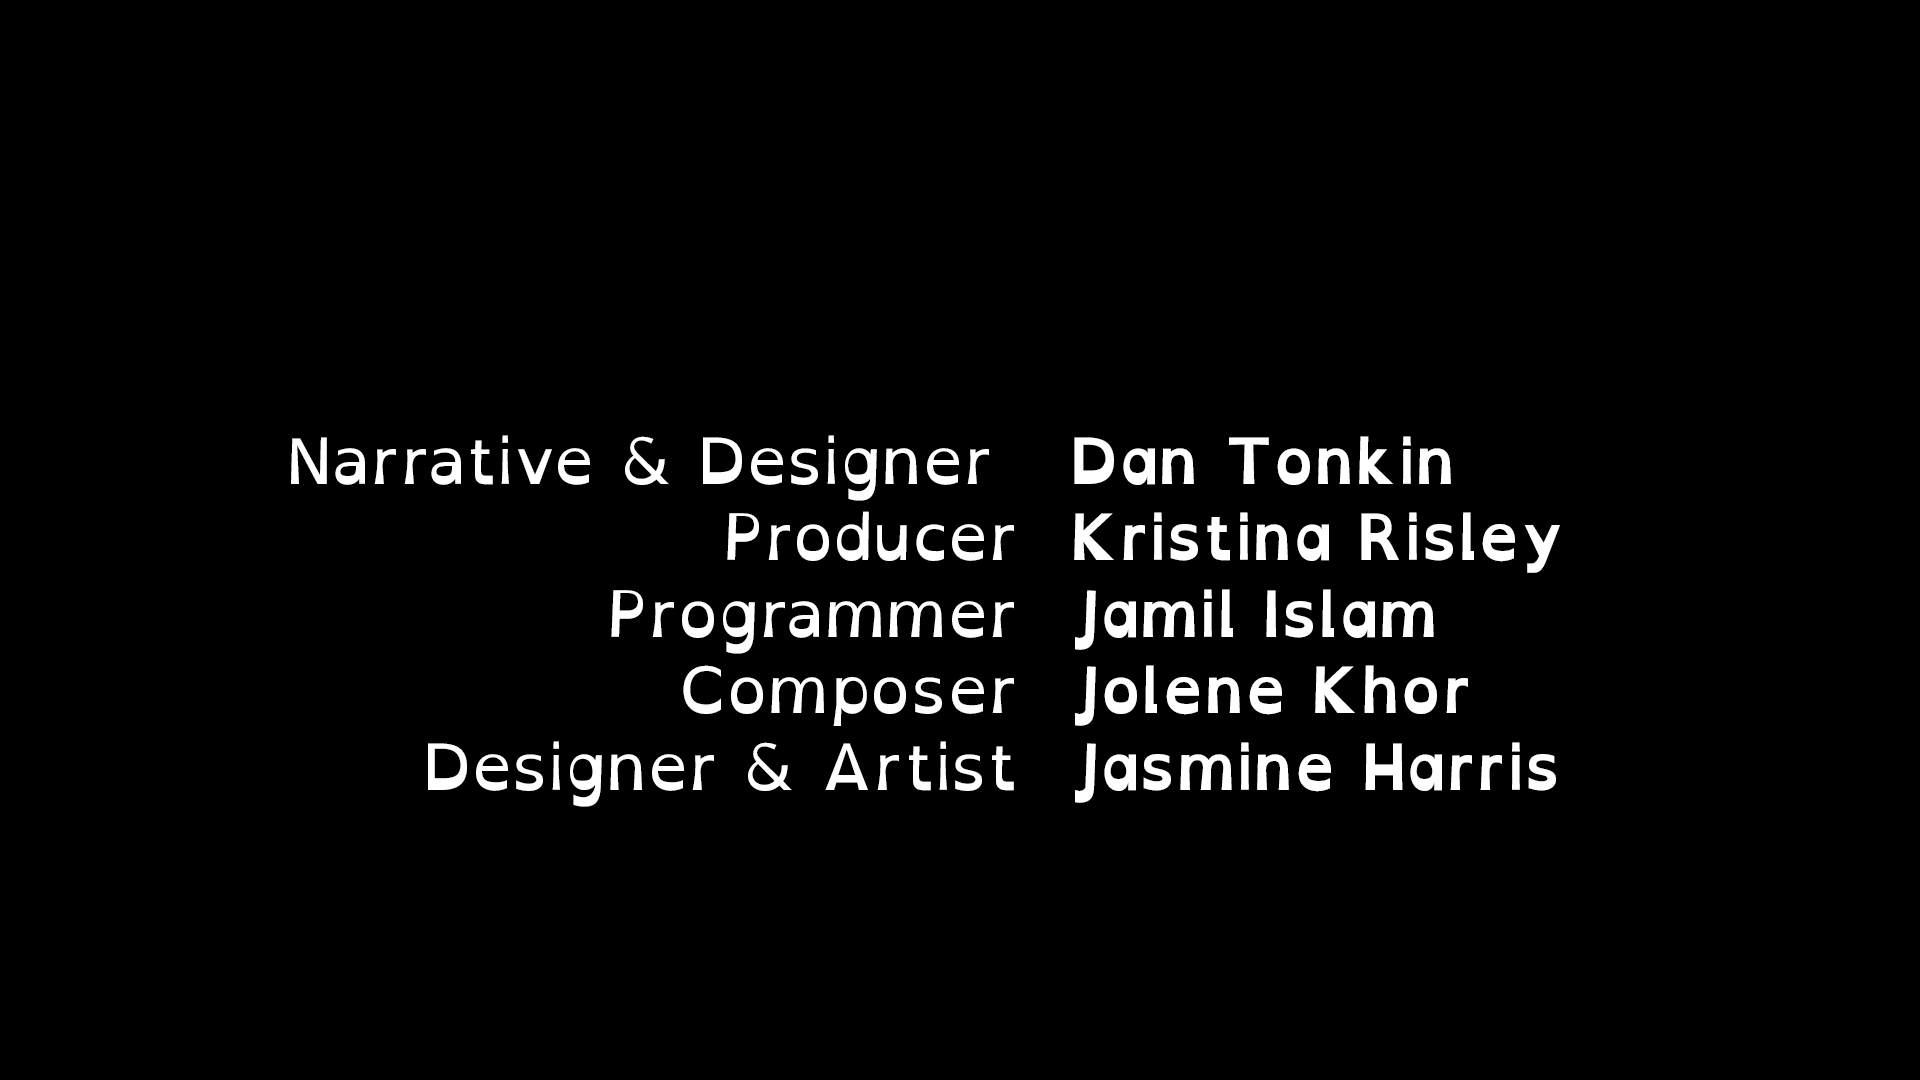 Narrative & Designer Dan Tonkin
Producer Kristina Risley
Programmer Jamil Islam
Composer Jolene Khor
Designer & Artist Jasmine Harris